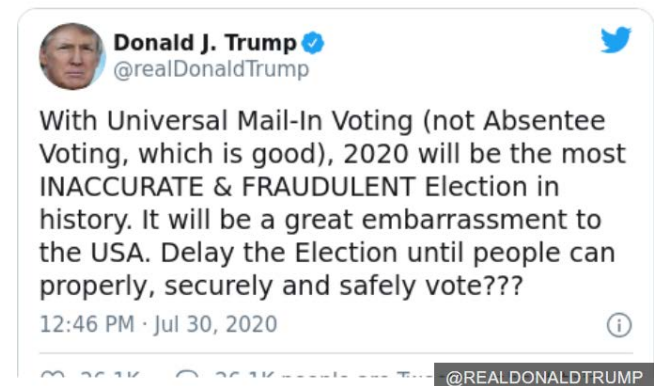 Donald J. Trump
@realDonaldTrump
With Universal Mail-In Voting (not Absentee
Voting, which is good), 2020 will be the most
INACCURATE & FRAUDULENT Election in
history. It will be a great embarrassment to
the USA. Delay the Election until people can
properly, securely and safely vote???
12:46 PM · Jul 30, 2020
people are
@REALDONALDTRUMP